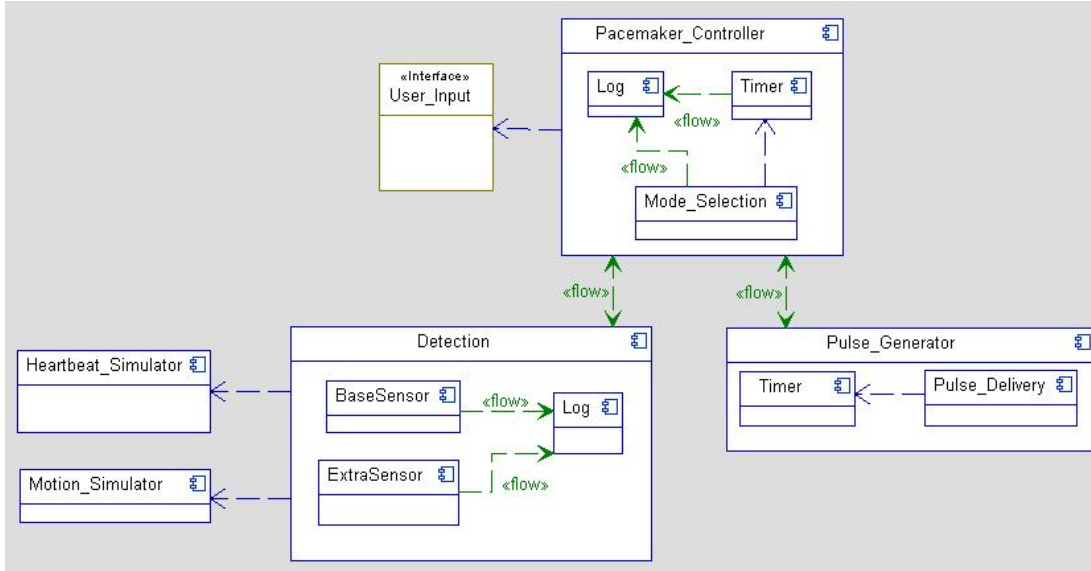 Pacemaker_Controller
«Interface»
User_Input
Log
Timer
«flow»
«flow»
Mode_Selection
«flow»
«flow»
Detection
Pulse_Generator
Heartbeat_Simulator
BaseSensor
«flow»
Log
Timer
Pulse_Delivery
Motion_Simulator
ExtraSensor
«flow»